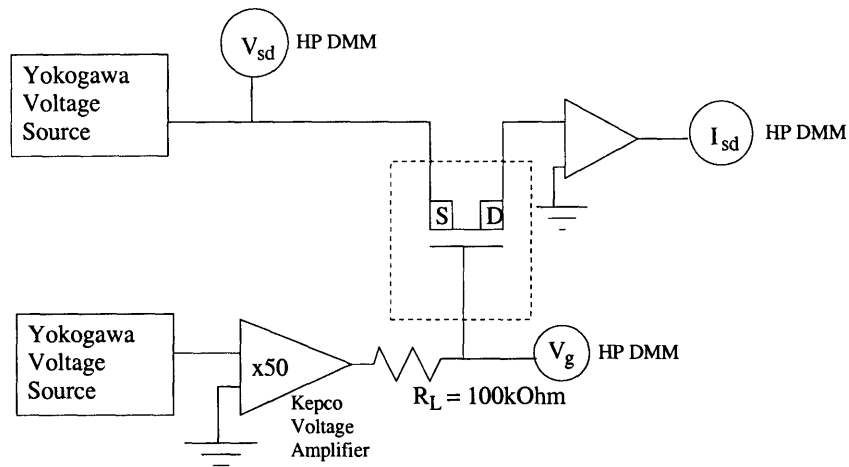 V_sd
HP DMM
Yokogawa
Voltage
Source
I_sd
HP DMM
S
D
Yokogawa
Voltage
Source
x50
Kepco
Voltage
Amplifier
R_L = 100kOhm
V_g
HP DMM